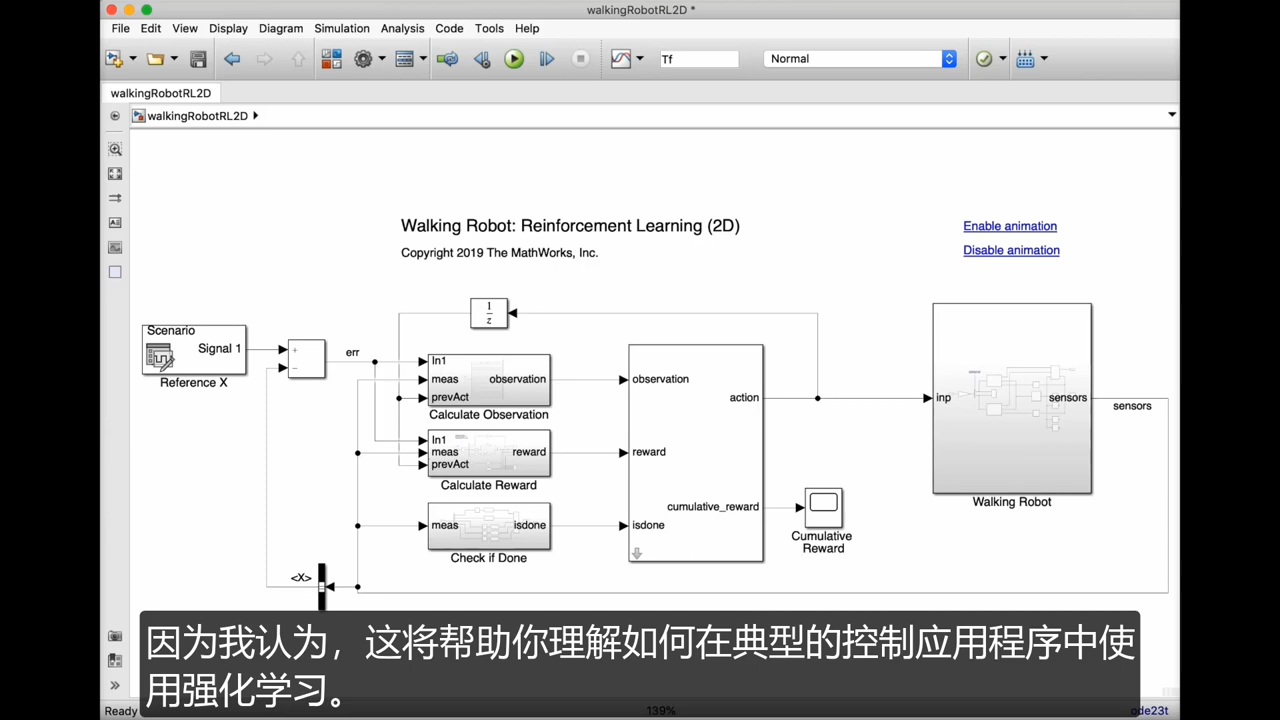 walkingRobotRL2D *
File Edit View Display Diagram Simulation Analysis Code Tools Help
Tf Normal
walkingRobotRL2D
walkingRobotRL2D
Walking Robot: Reinforcement Learning (2D)
Copyright 2019 The MathWorks, Inc.
Enable animation
Disable animation
Scenario
Signal 1
Reference X
+
−
err
1
z
In1
meas
prevAct
observation
Calculate Observation
In1
meas
prevAct
reward
Calculate Reward
meas
isdone
Check if Done
<X>
observation
reward
isdone
action
cumulative_reward
Cumulative
Reward
inp
sensors
Walking Robot
sensors
因为我认为，这将帮助你理解如何在典型的控制应用程序中使
用强化学习。
Ready 139% ode23t